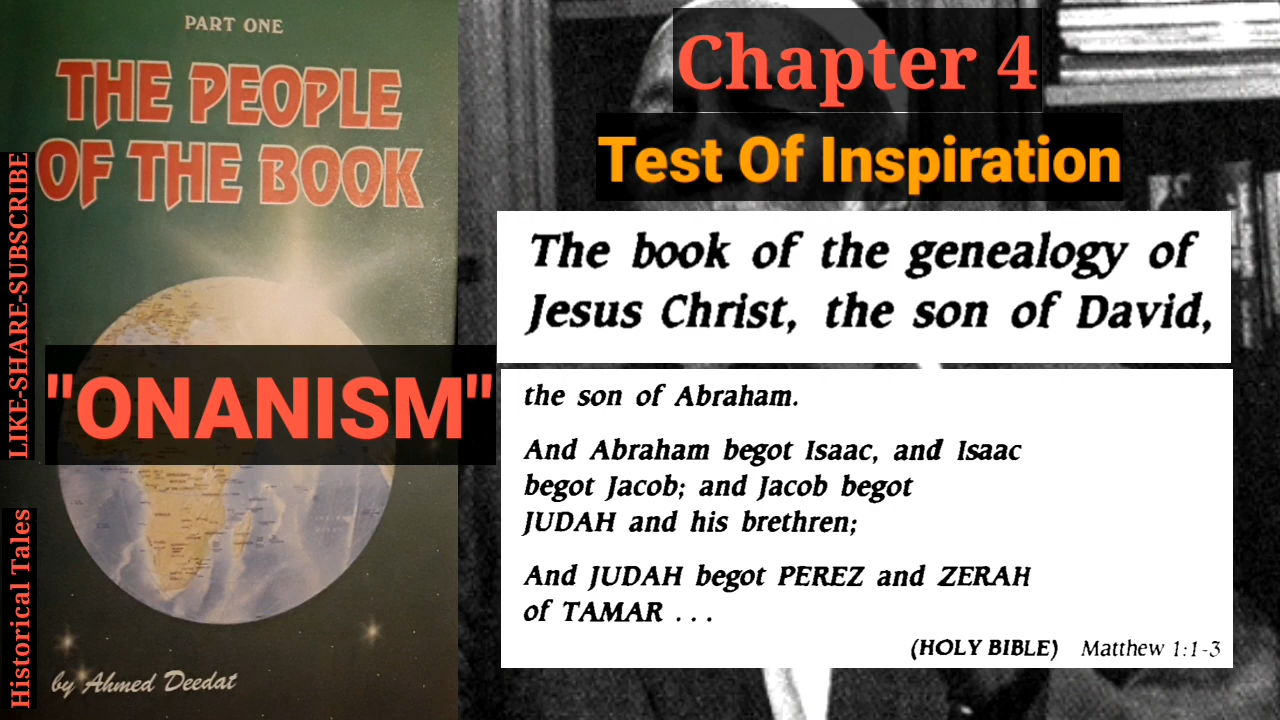 PART ONE
THE PEOPLE
OF THE BOOK
LIKE-SHARE-SUBSCRIBE
"ONANISM"
Historical Tales
by Ahmed Deedat
Chapter 4
Test Of Inspiration
The book of the genealogy of
Jesus Christ, the son of David,
the son of Abraham.
And Abraham begot Isaac, and Isaac
begot Jacob; and Jacob begot
JUDAH and his brethren;
And JUDAH begot PEREZ and ZERAH
of TAMAR . . .
(HOLY BIBLE) Matthew 1:1-3